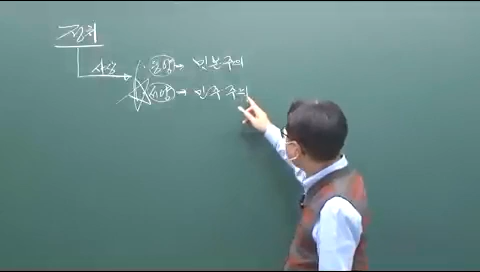 정치
사상
동양 → 민본주의
서양 → 민주주의